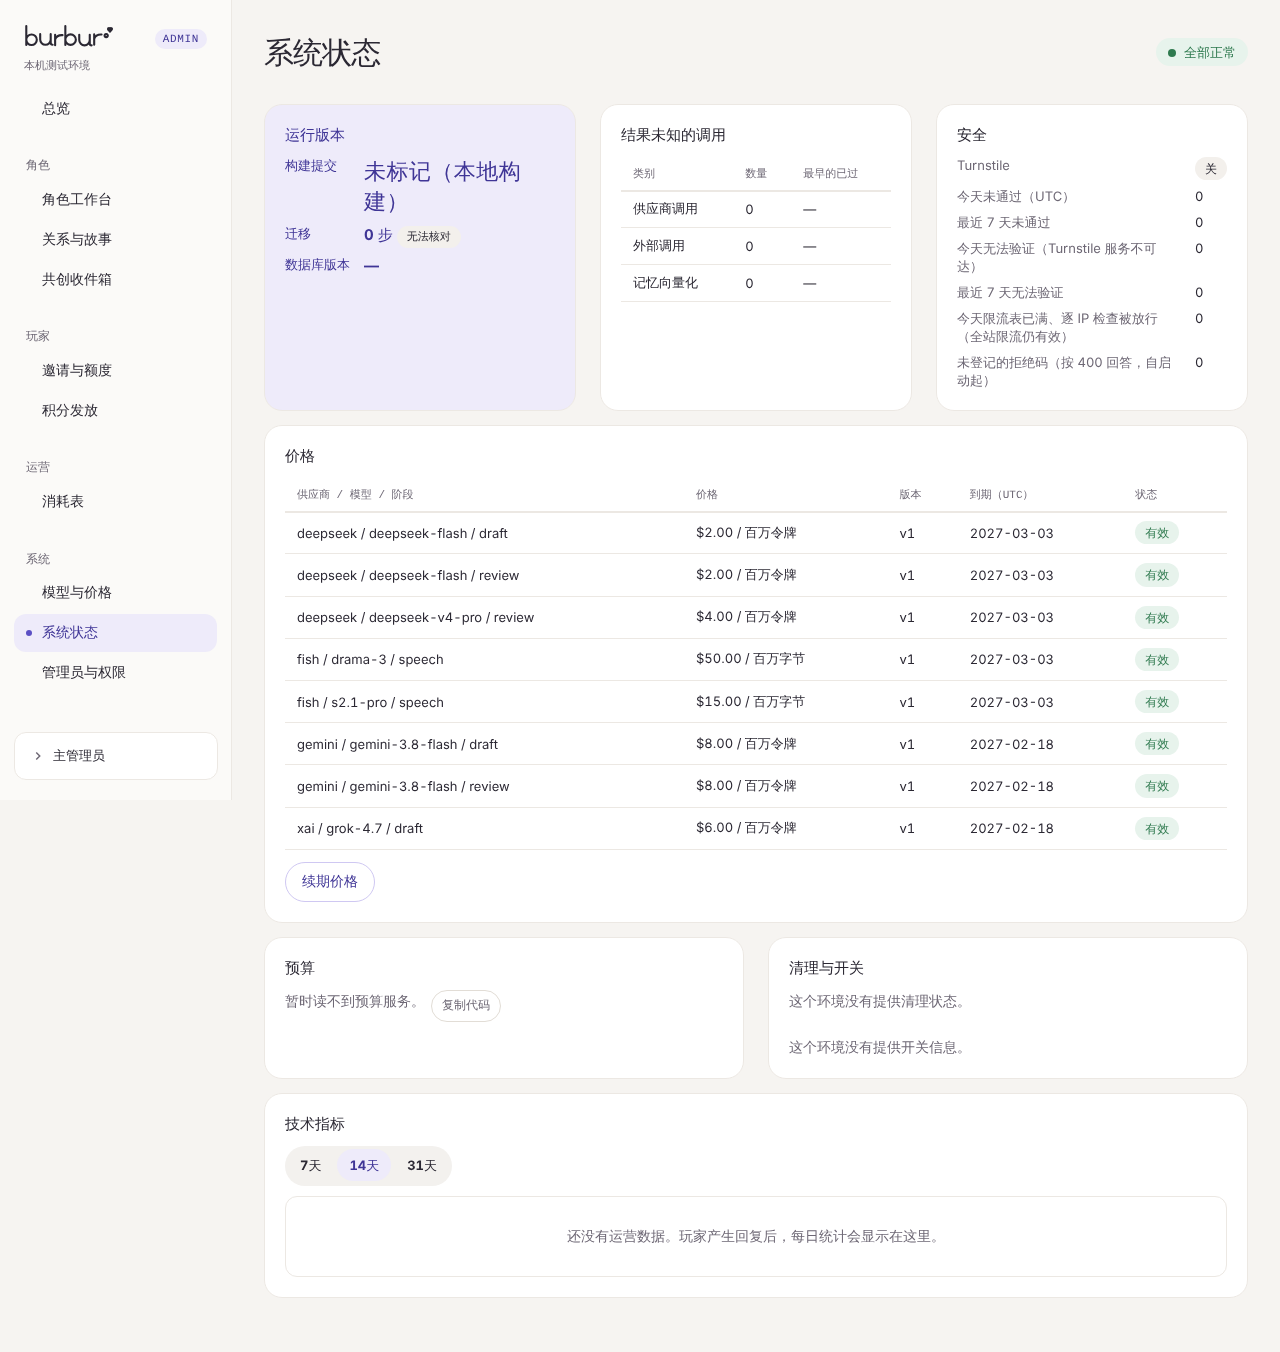 burbur
ADMIN
本机测试环境
总览
角色
角色工作台
关系与故事
共创收件箱
玩家
邀请与额度
积分发放
运营
消耗表
系统
模型与价格
系统状态
管理员与权限
主管理员
系统状态
全部正常
运行版本
构建提交 未标记（本地构
建）
迁移 0 步 无法核对
数据库版本 —
结果未知的调用
类别 数量 最早的已过
供应商调用 0 —
外部调用 0 —
记忆向量化 0 —
安全
Turnstile 关
今天未通过（UTC） 0
最近 7 天未通过 0
今天无法验证（Turnstile 服务不可 0
达）
最近 7 天无法验证 0
今天限流表已满、逐 IP 检查被放行 0
（全站限流仍有效）
未登记的拒绝码（按 400 回答，自启 0
动起）
价格
供应商 / 模型 / 阶段 价格 版本 到期（UTC） 状态
deepseek / deepseek-flash / draft $2.00 / 百万令牌 v1 2027-03-03 有效
deepseek / deepseek-flash / review $2.00 / 百万令牌 v1 2027-03-03 有效
deepseek / deepseek-v4-pro / review $4.00 / 百万令牌 v1 2027-03-03 有效
fish / drama-3 / speech $50.00 / 百万字节 v1 2027-03-03 有效
fish / s2.1-pro / speech $15.00 / 百万字节 v1 2027-03-03 有效
gemini / gemini-3.8-flash / draft $8.00 / 百万令牌 v1 2027-02-18 有效
gemini / gemini-3.8-flash / review $8.00 / 百万令牌 v1 2027-02-18 有效
xai / grok-4.7 / draft $6.00 / 百万令牌 v1 2027-02-18 有效
续期价格
预算
暂时读不到预算服务。 复制代码
清理与开关
这个环境没有提供清理状态。
这个环境没有提供开关信息。
技术指标
7天 14天 31天
还没有运营数据。玩家产生回复后，每日统计会显示在这里。